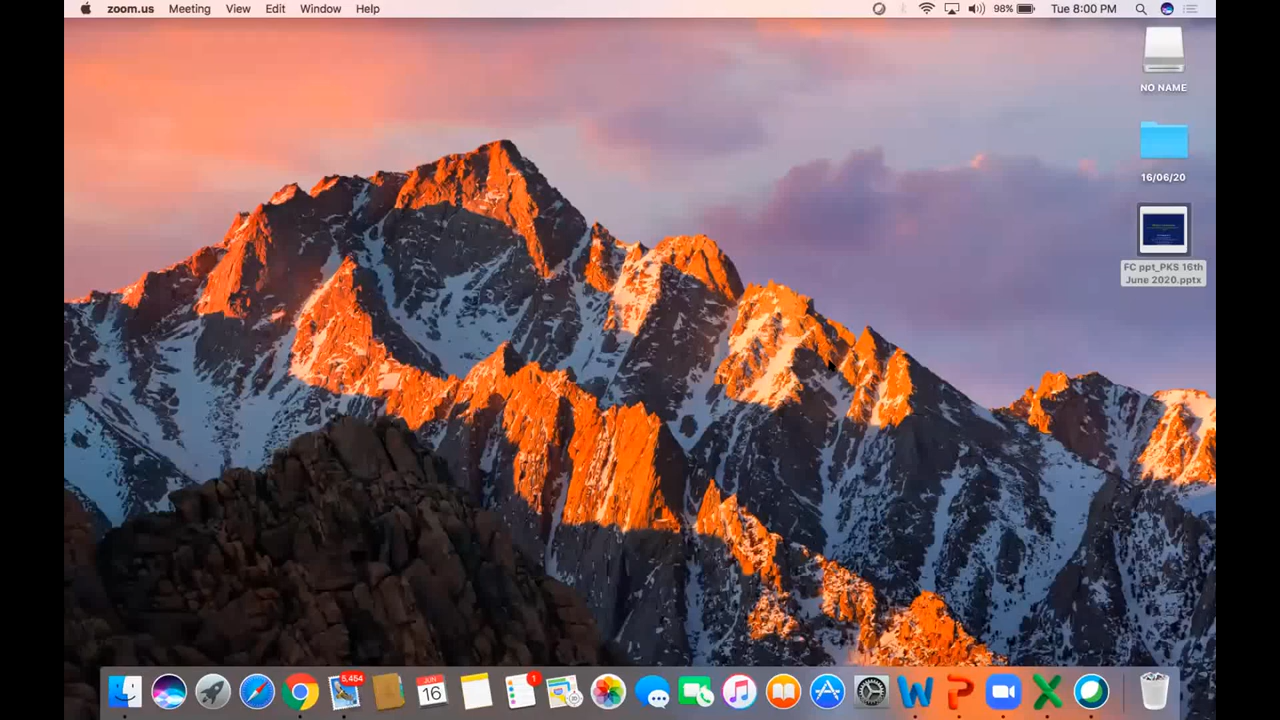 zoom.us Meeting View Edit Window Help 98% Tue 8:00 PM
NO NAME
16/06/20
FC ppt_PKS 16th
June 2020.pptx
5,454
JUN
16
1